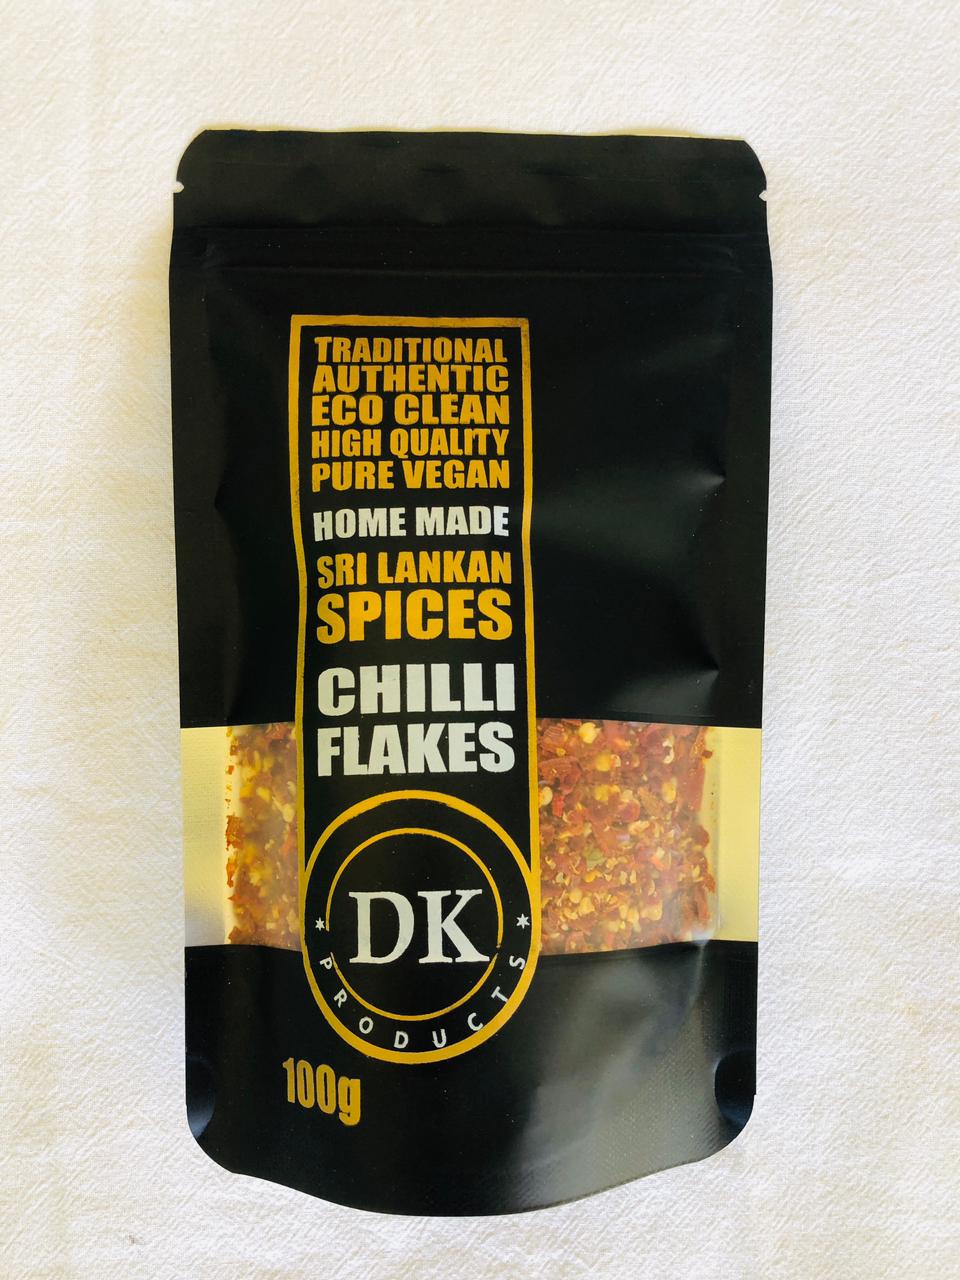 TRADITIONAL
AUTHENTIC
ECO CLEAN
HIGH QUALITY
PURE VEGAN
HOME MADE
SRI LANKAN
SPICES
CHILLI
FLAKES
DK
PRODUCTS
100g